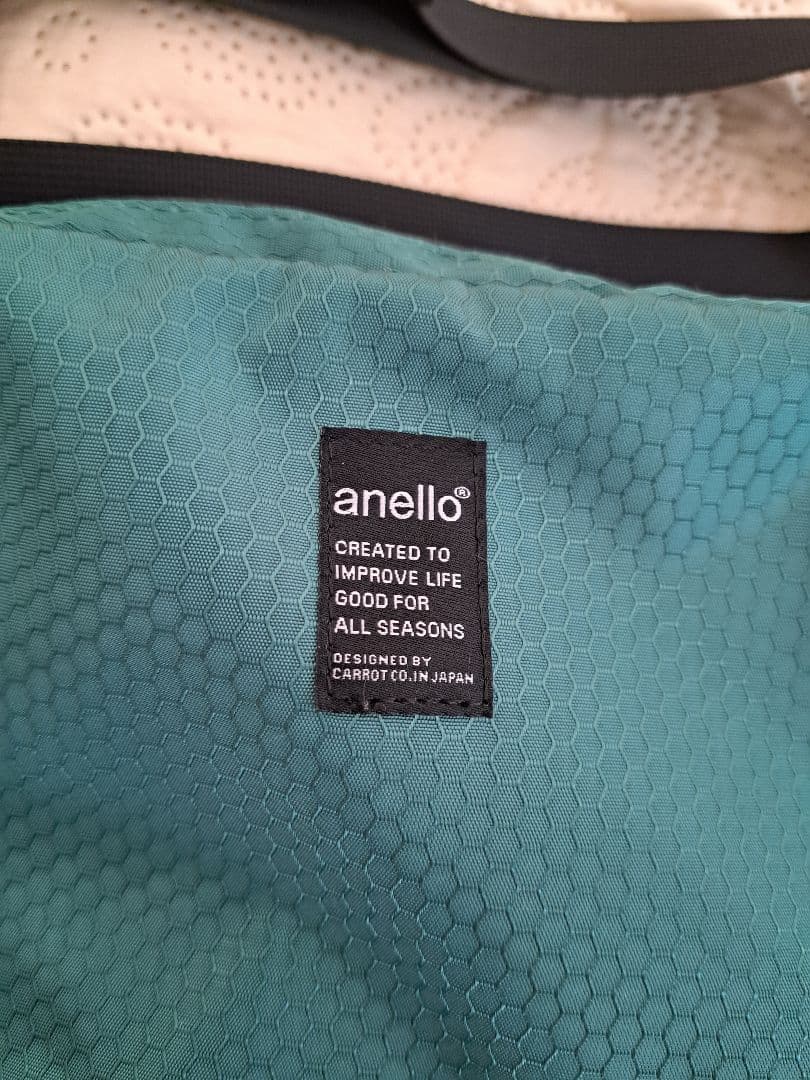 anello®
CREATED TO
IMPROVE LIFE
GOOD FOR
ALL SEASONS
DESIGNED BY
CARROT CO.IN JAPAN